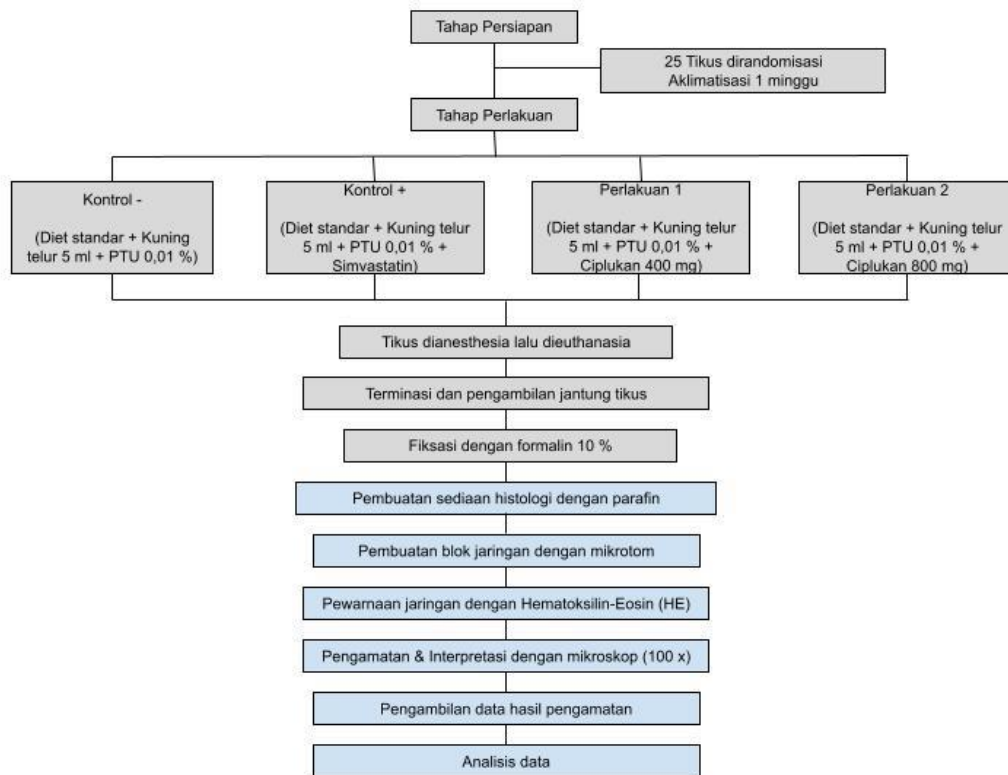 Tahap Persiapan
25 Tikus dirandomisasi
Aklimatisasi 1 minggu
Tahap Perlakuan
Kontrol -
(Diet standar + Kuning
telur 5 ml + PTU 0,01 %)
Kontrol +
(Diet standar + Kuning telur
5 ml + PTU 0,01 % +
Simvastatin)
Perlakuan 1
(Diet standar + Kuning telur
5 ml + PTU 0,01 % +
Ciplukan 400 mg)
Perlakuan 2
(Diet standar + Kuning telur
5 ml + PTU 0,01 % +
Ciplukan 800 mg)
Tikus dianesthesia lalu dieuthanasia
Terminasi dan pengambilan jantung tikus
Fiksasi dengan formalin 10 %
Pembuatan sediaan histologi dengan parafin
Pembuatan blok jaringan dengan mikrotom
Pewarnaan jaringan dengan Hematoksilin-Eosin (HE)
Pengamatan & Interpretasi dengan mikroskop (100 x)
Pengambilan data hasil pengamatan
Analisis data